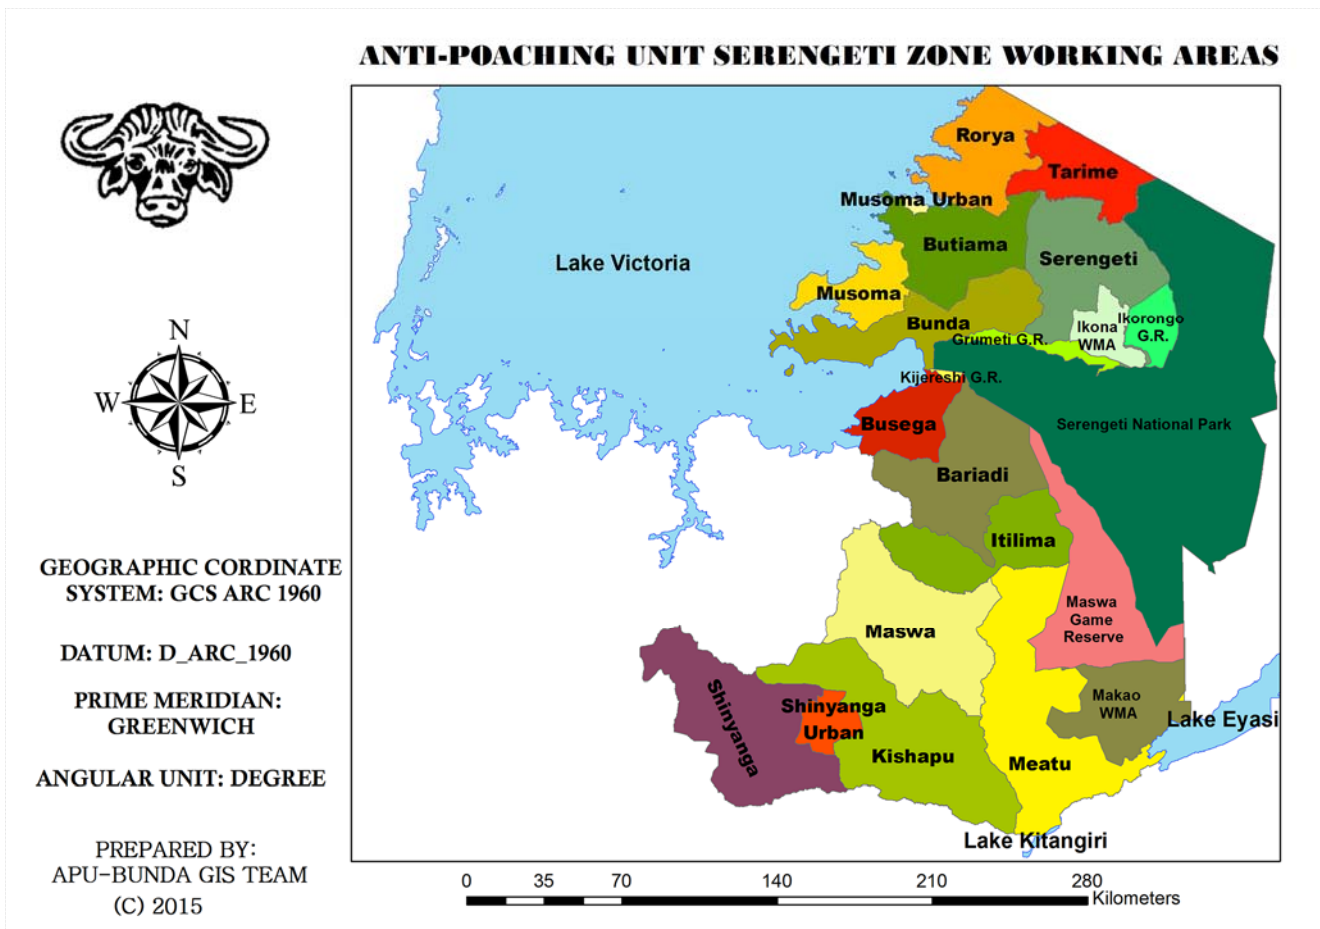 ANTI-POACHING UNIT SERENGETI ZONE WORKING AREAS
Rorya
Tarime
Musoma Urban
Butiama
Serengeti
Lake Victoria
Musoma
Bunda
Ikona
WMA
Ikorongo
G.R.
Grumeti G.R.
Kijereshi G.R.
Busega
Serengeti National Park
Bariadi
Itilima
Maswa
Game
Reserve
Maswa
Shinyanga
Shinyanga
Urban
Kishapu
Meatu
Makao
WMA
Lake Eyasi
Lake Kitangiri
N
W
E
S
GEOGRAPHIC CORDINATE
SYSTEM: GCS ARC 1960
DATUM: D_ARC_1960
PRIME MERIDIAN:
GREENWICH
ANGULAR UNIT: DEGREE
PREPARED BY:
APU-BUNDA GIS TEAM
(C) 2015
0 35 70 140 210 280
Kilometers